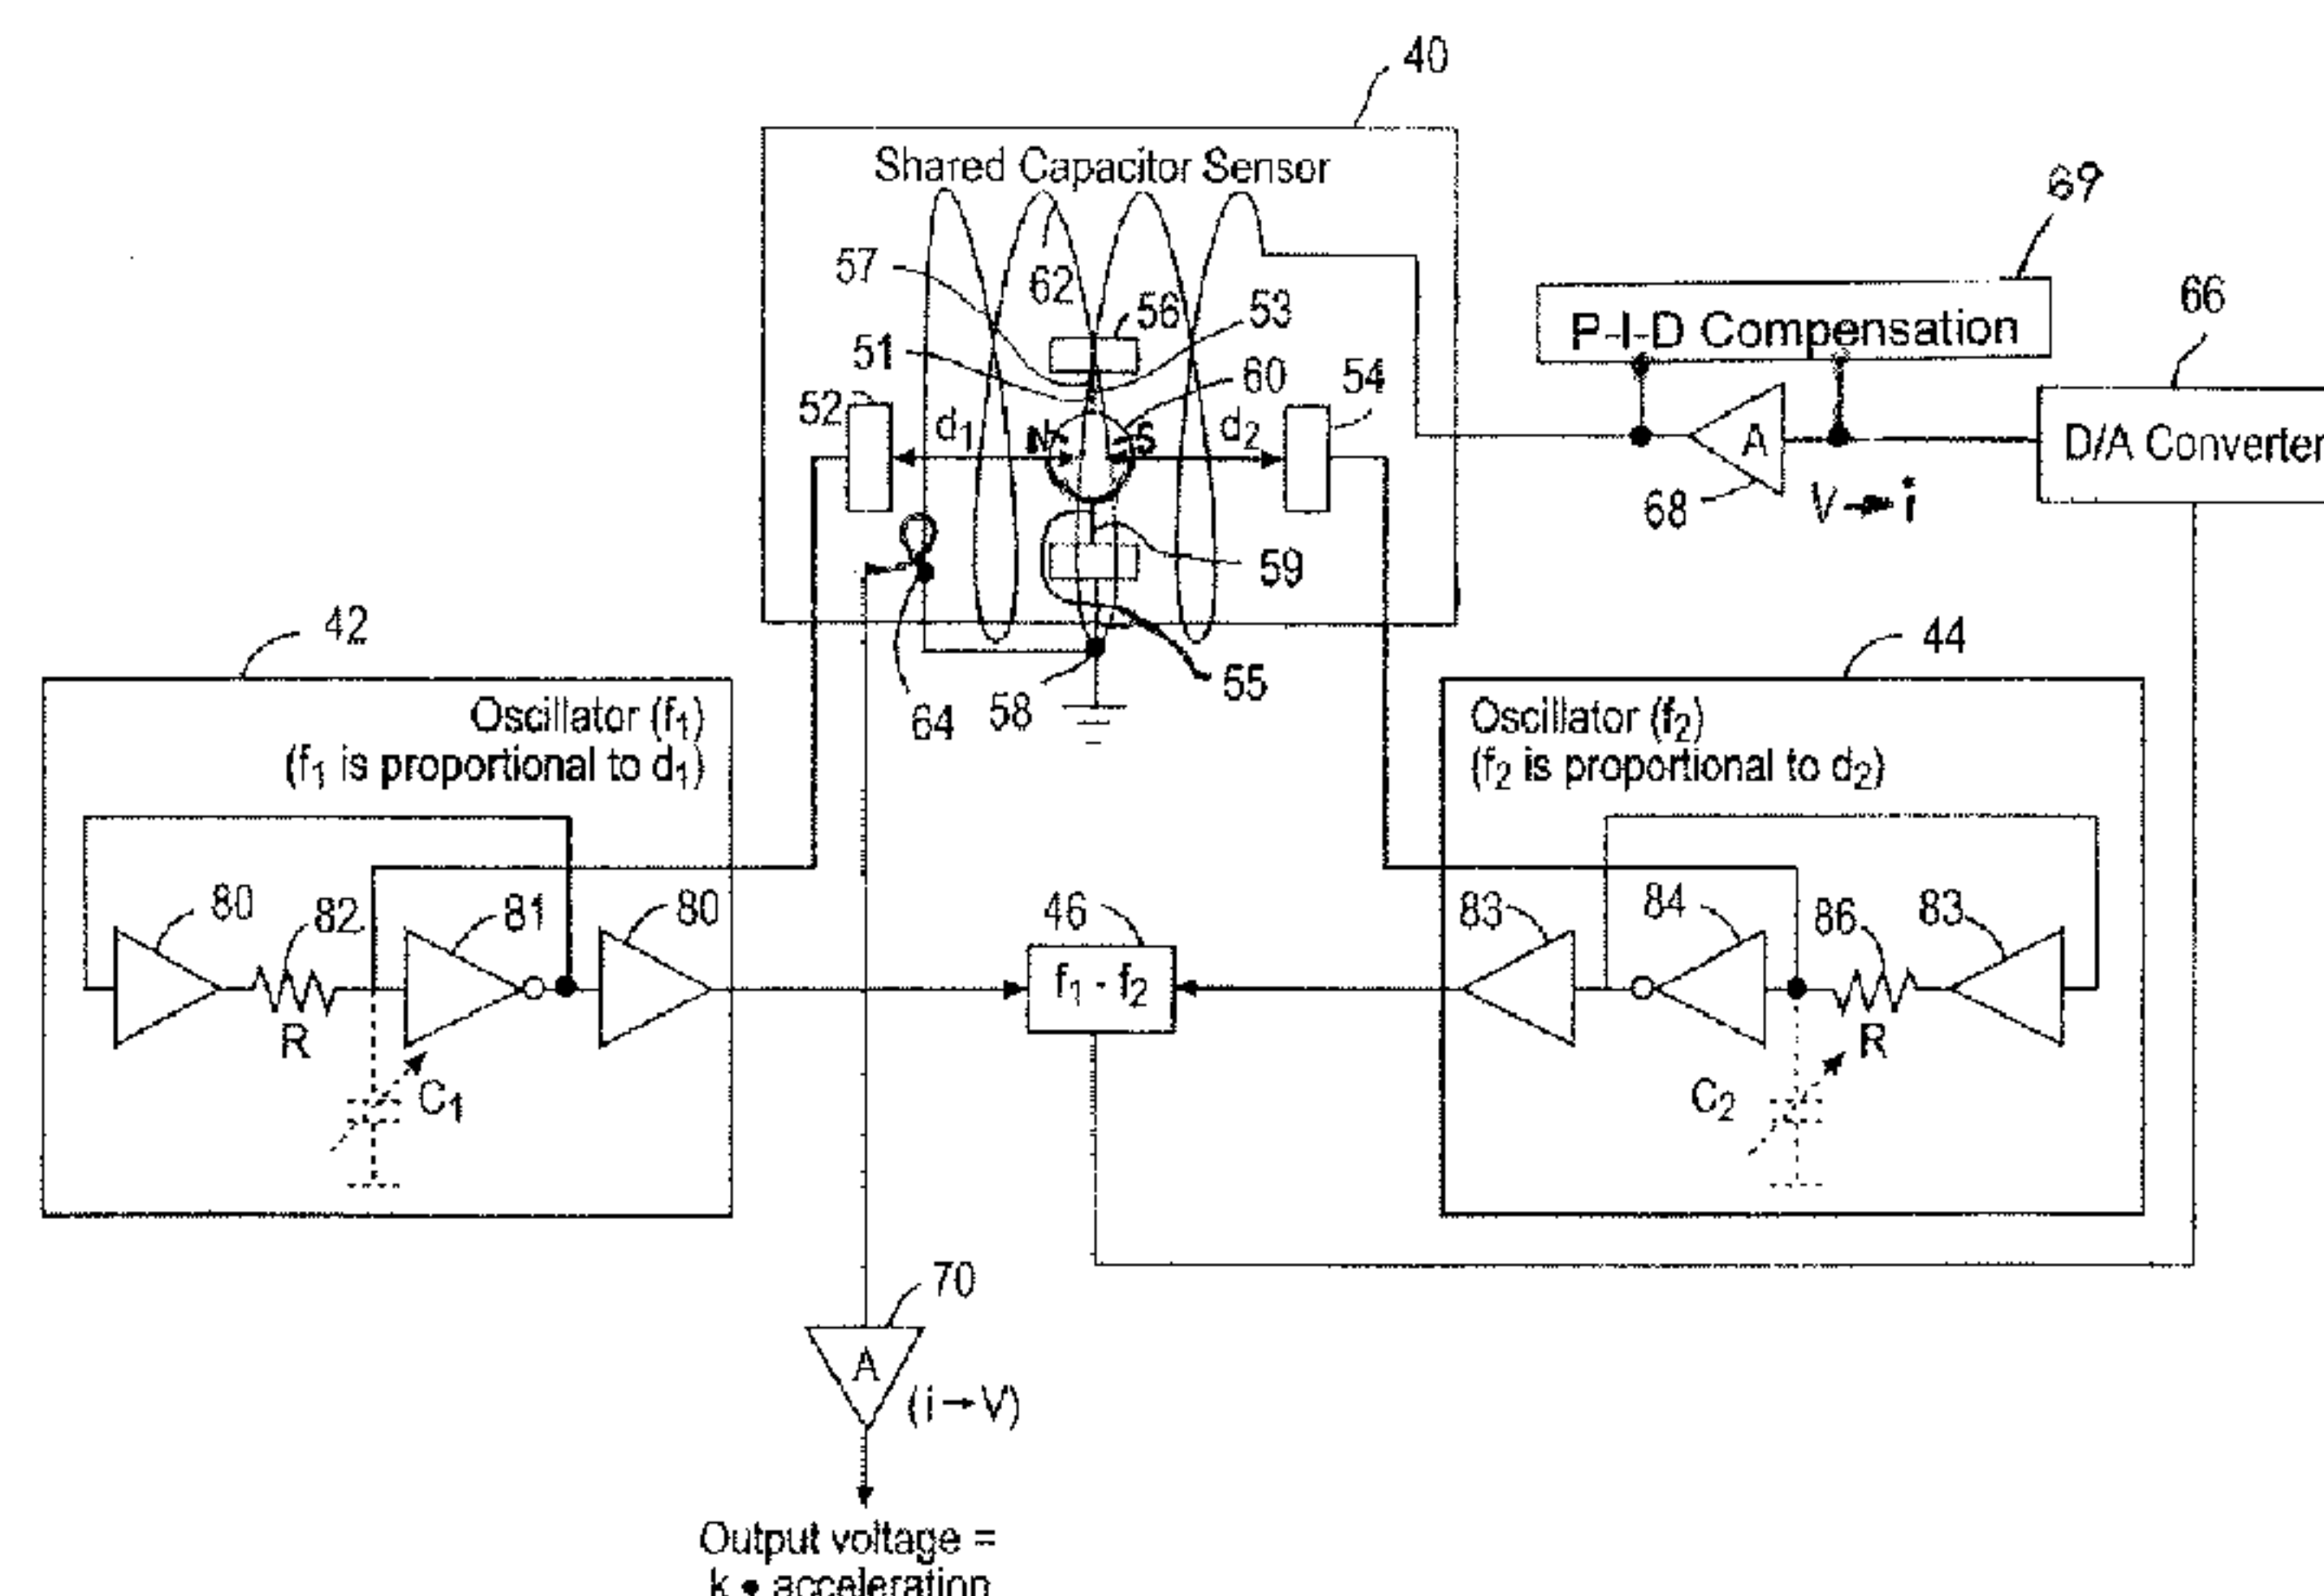 40
Shared Capacitor Sensor
69
57
62
56
53
66
P-I-D Compensation
51
60
54
52
d1
N
S
d2
A
D/A Converter
68
V → i
59
42
44
64
58
55
Oscillator (f1)
(f1 is proportional to d1)
Oscillator (f2)
(f2 is proportional to d2)
80
82
81
80
46
83
84
86
83
f1 - f2
R
R
C1
C2
70
A
(i → V)
Output voltage =
k • acceleration